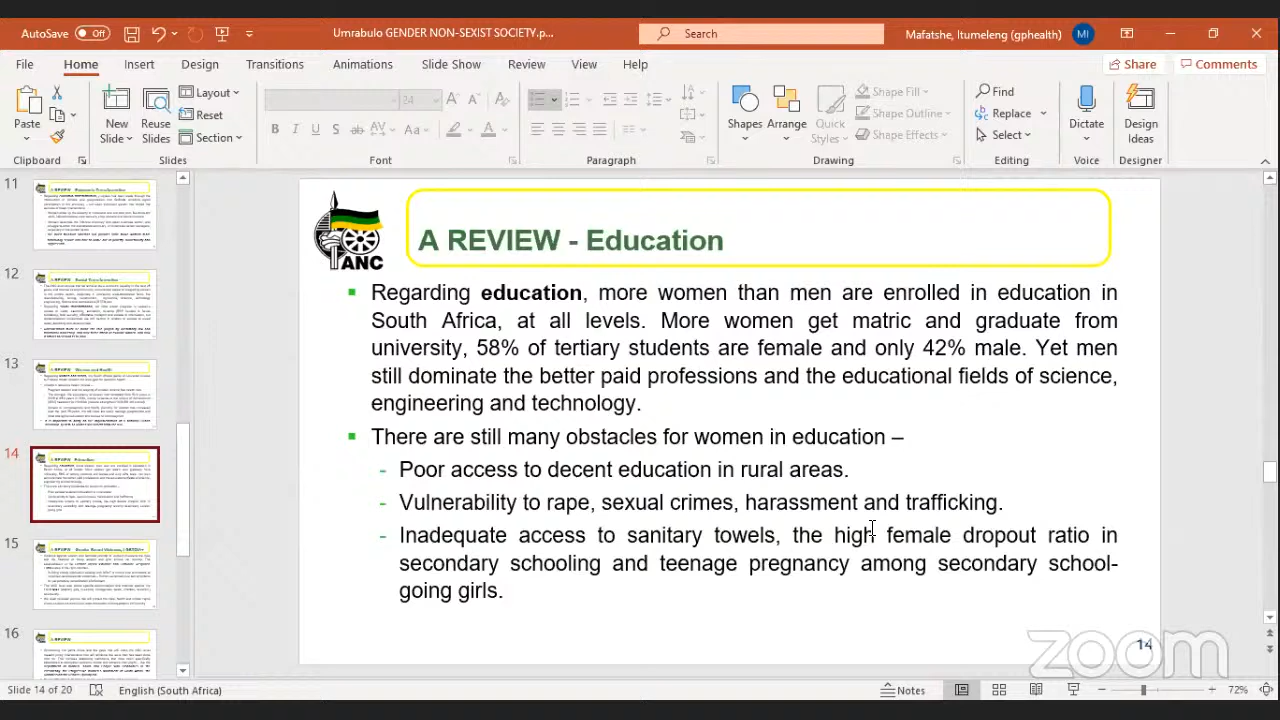 AutoSave Off
Umrabulo GENDER NON-SEXIST SOCIETY.p...
Search
Mafatshe, Itumeleng (gphealth) MI
File Home Insert Design Transitions Animations Slide Show Review View Help Share Comments
Paste
New Slide
Reuse Slides
Layout
Reset
Section
24
Shapes Arrange Quick Styles
Shape Fill
Shape Outline
Shape Effects
Find
Replace
Select
Dictate
Design Ideas
Clipboard Slides Font Paragraph Drawing Editing Voice Designer
11
12
13
14
15
16
ANC
A REVIEW - Education
Regarding education, more women than men are enrolled in education in
South Africa, at all levels. More women get matric and graduate from
university, 58% of tertiary students are female and only 42% male. Yet men
still dominate the better paid professions and the educational fields of science,
engineering and technology.
There are still many obstacles for women in education –
- Poor access to decent education in rural areas.
- Vulnerability to rape, sexual crimes, harassment and trafficking.
- Inadequate access to sanitary towels, the high female dropout ratio in
secondary schooling and teenage pregnancy among secondary school-
going girls.
14
zoom
Slide 14 of 20 English (South Africa) Notes 72%